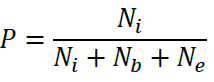 P = N_i / (N_i + N_b + N_e)